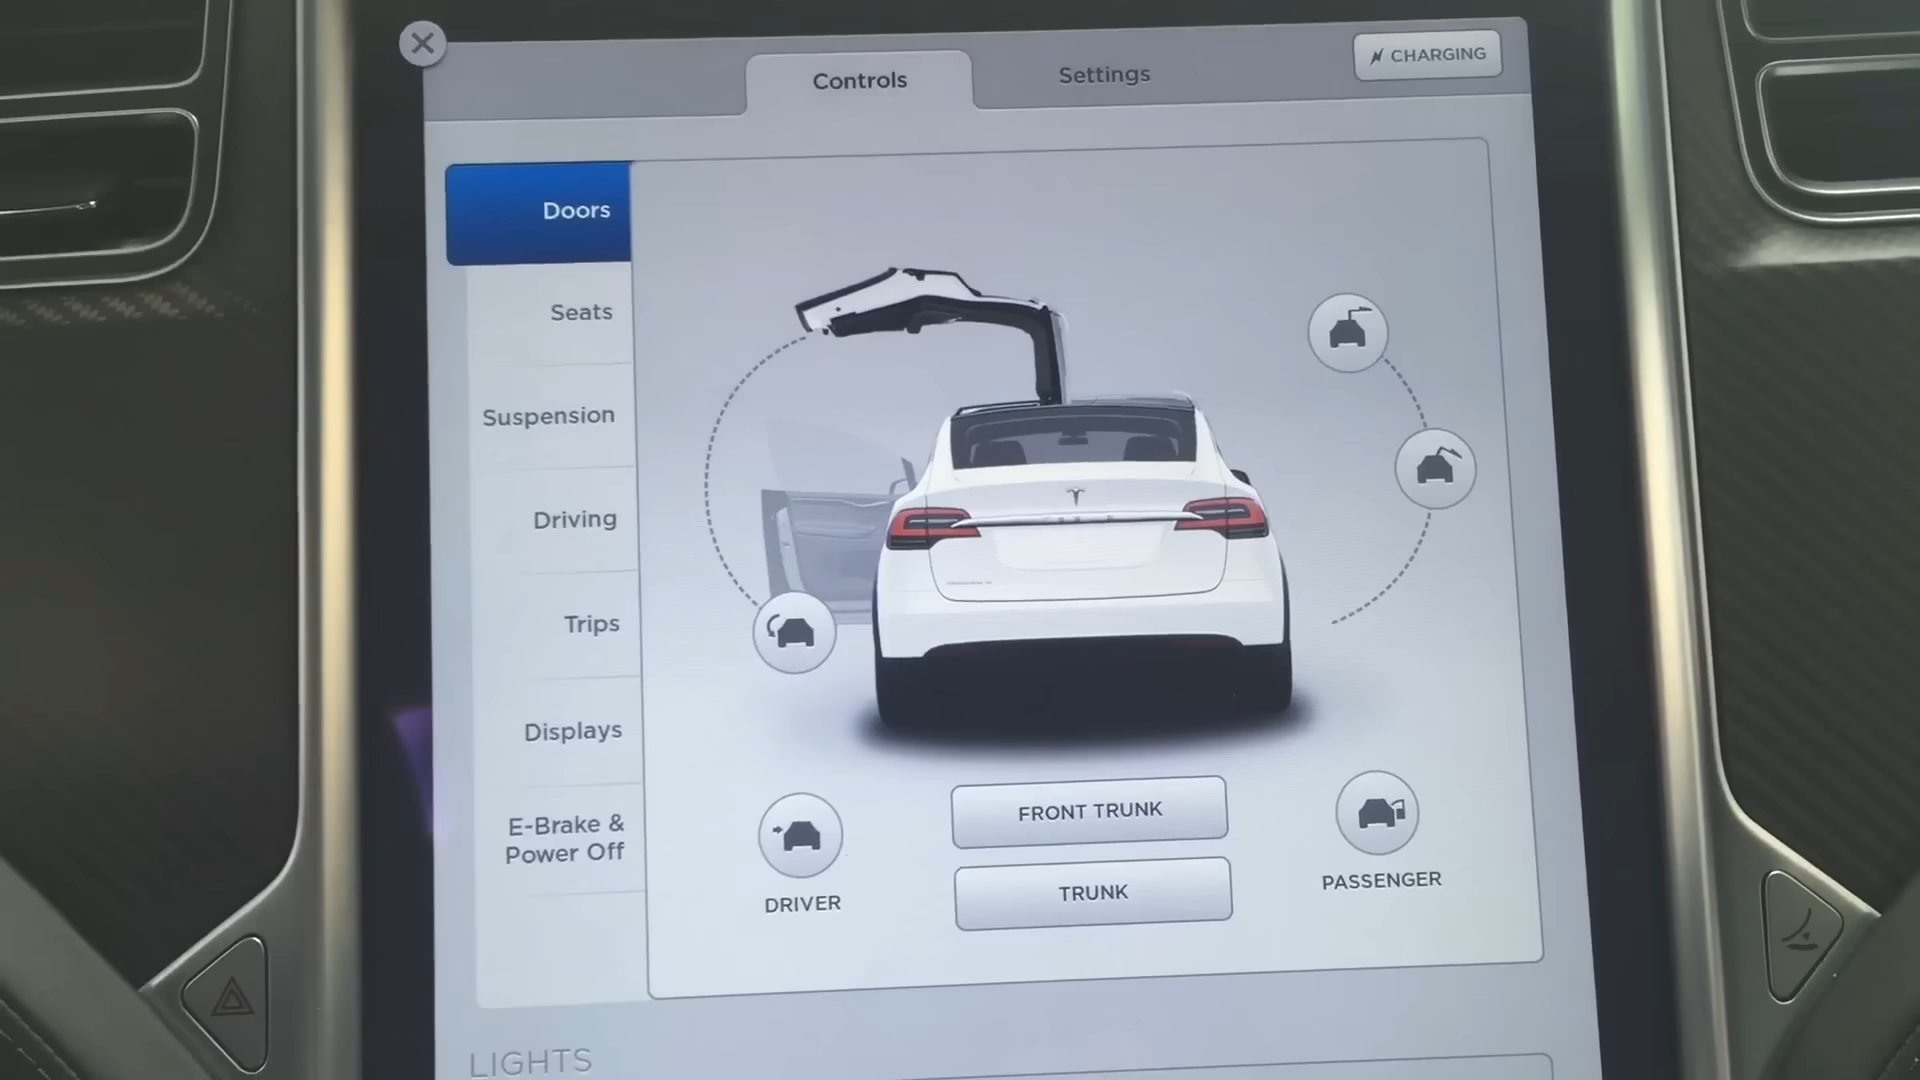 Controls
Settings
CHARGING
Doors
Seats
Suspension
Driving
Trips
Displays
E-Brake &
Power Off
FRONT TRUNK
TRUNK
DRIVER
PASSENGER
LIGHTS